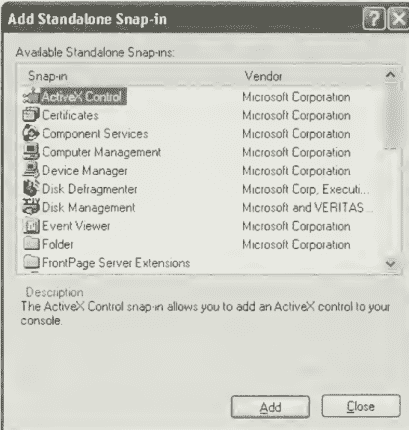 Add Standalone Snap-in
Available Standalone Snap-ins:
Snap-in Vendor
ActiveX Control Microsoft Corporation
Certificates Microsoft Corporation
Component Services Microsoft Corporation
Computer Management Microsoft Corporation
Device Manager Microsoft Corporation
Disk Defragmenter Microsoft Corp, Executi...
Disk Management Microsoft and VERITAS...
Event Viewer Microsoft Corporation
Folder Microsoft Corporation
FrontPage Server Extensions
Description
The ActiveX Control snap-in allows you to add an ActiveX control to your
console.
Add Close